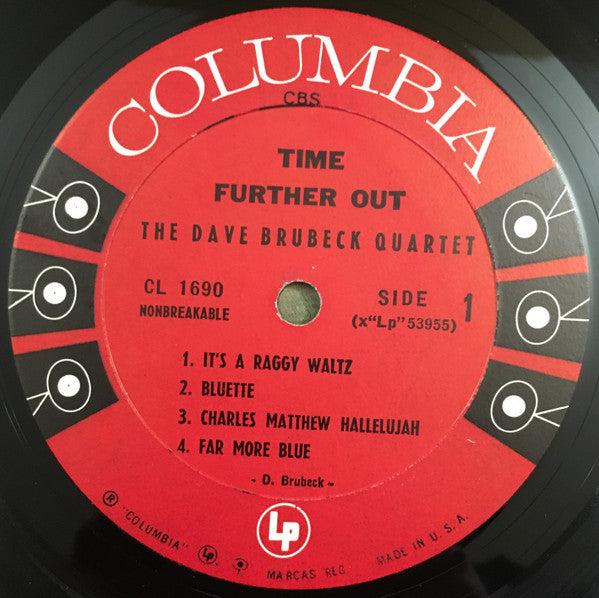 COLUMBIA
CBS
TIME
FURTHER OUT
THE DAVE BRUBECK QUARTET
CL 1690
NONBREAKABLE
SIDE 1
(x"Lp" 53955)
1. IT'S A RAGGY WALTZ
2. BLUETTE
3. CHARLES MATTHEW HALLELUJAH
4. FAR MORE BLUE
- D. Brubeck -
Lp
® "COLUMBIA" Lp MARCAS REG. MADE IN U. S. A.